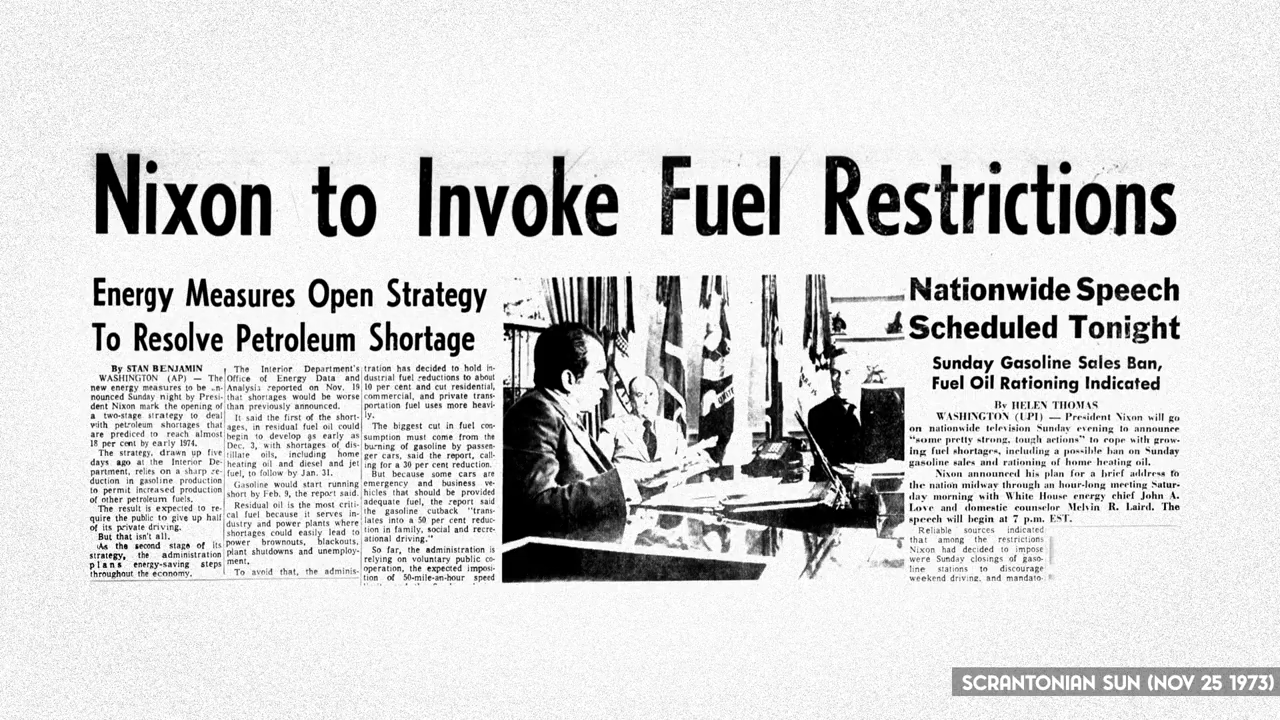 Nixon to Invoke Fuel Restrictions
Energy Measures Open Strategy
To Resolve Petroleum Shortage
By STAN BENJAMIN
WASHINGTON (AP) — The
new energy measures to be an-
nounced Sunday night by Presi-
dent Nixon mark the opening of
a two-stage strategy to deal
with petroleum shortages that
are prediced to reach almost
18 per cent by early 1974.
The strategy, drawn up five
days ago at the Interior De-
partment, relies on a sharp re-
duction in gasoline production
to permit increased production
of other petroleum fuels.
The result is expected to re-
quire the public to give up half
of its private driving.
But that isn't all.
As the second stage of its
strategy, the administration
plans energy-saving steps
throughout the economy.
The Interior Department's
Office of Energy Data and
Analysis reported on Nov. 19
that shortages would be worse
than previously announced.
It said the first of the short-
ages, in residual fuel oil could
begin to develop as early as
Dec. 3, with shortages of dis-
tillate oils, including home
heating oil and diesel and jet
fuel, to follow by Jan. 31.
Gasoline would start running
short by Feb. 9, the report said.
Residual oil is the most criti-
cal fuel because it serves in-
dustry and power plants where
shortages could easily lead to
power brownouts, blackouts,
plant shutdowns and unemploy-
ment,
To avoid that, the adminis-
tration has decided to hold in-
dustrial fuel reductions to about
10 per cent and cut residential,
commercial, and private trans-
portation fuel uses more heavi-
ly.
The biggest cut in fuel con-
sumption must come from the
burning of gasoline by passen-
ger cars, said the report, call-
ing for a 30 per cent reduction.
But because some cars are
emergency and business ve-
hicles that should be provided
adequate fuel, the report said
the gasoline cutback "trans-
lates into a 50 per cent reduc-
tion in family, social and recre-
ational driving."
So far, the administration is
relying on voluntary public co-
operation, the expected imposi-
tion of 50-mile-an-hour speed
Nationwide Speech
Scheduled Tonight
Sunday Gasoline Sales Ban,
Fuel Oil Rationing Indicated
By HELEN THOMAS
WASHINGTON (UPI) — President Nixon will go
on nationwide television Sunday evening to announce
"some pretty strong, tough actions" to cope with grow-
ing fuel shortages, including a possible ban on Sunday
gasoline sales and rationing of home heating oil.
Nixon announced his plan for a brief address to
the nation midway through an hour-long meeting Satur-
day morning with White House energy chief John A.
Love and domestic counselor Melvin R. Laird. The
speech will begin at 7 p.m. EST.
Reliable sources indicated
that among the restrictions
Nixon had decided to impose
were Sunday closings of gaso-
line stations to discourage
weekend driving, and mandato-
SCRANTONIAN SUN (NOV 25 1973)